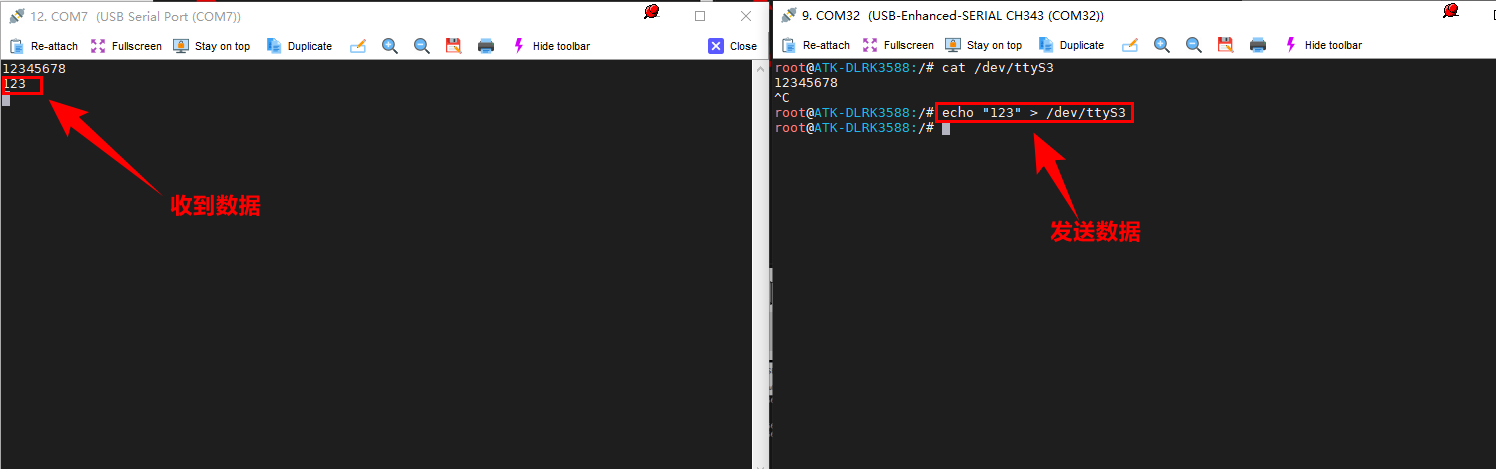 12. COM7 (USB Serial Port (COM7))
Re-attach Fullscreen Stay on top Duplicate Hide toolbar Close
12345678
123
收到数据
9. COM32 (USB-Enhanced-SERIAL CH343 (COM32))
Re-attach Fullscreen Stay on top Duplicate Hide toolbar
root@ATK-DLRK3588:/# cat /dev/ttyS3
12345678
^C
root@ATK-DLRK3588:/# echo "123" > /dev/ttyS3
root@ATK-DLRK3588:/#
发送数据